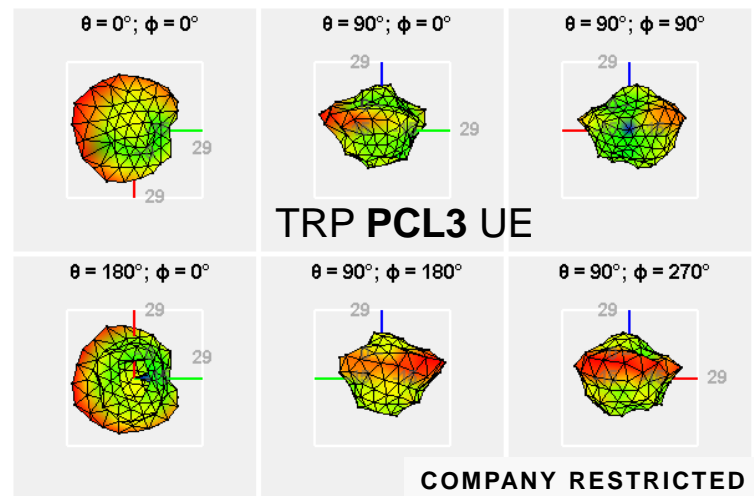 θ = 0°; ϕ = 0°
θ = 90°; ϕ = 0°
θ = 90°; ϕ = 90°
29
29
29
29
29
TRP PCL3 UE
θ = 180°; ϕ = 0°
θ = 90°; ϕ = 180°
θ = 90°; ϕ = 270°
29
29
29
29
29
COMPANY RESTRICTED